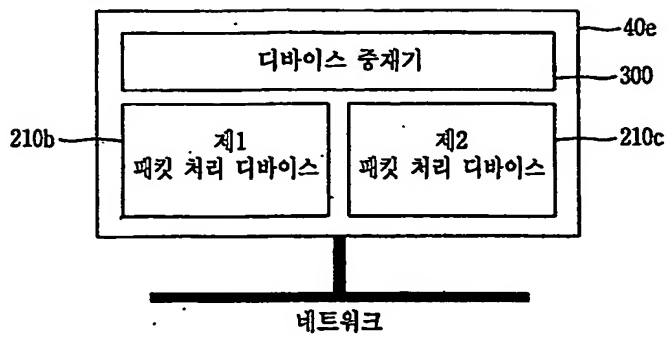 40e
디바이스 중재기
300
210b
제1
패킷 처리 디바이스
제2
패킷 처리 디바이스
210c
네트워크